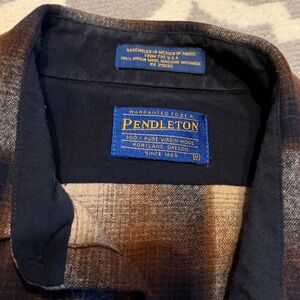 ASSEMBLED IN MEXICO OF FABRIC
FROM THE U.S.A.
100% VIRGIN WOOL MACHINE WASHABLE
RN 29685
WARRANTED TO BE A
PENDLETON
100% PURE VIRGIN WOOL
PORTLAND, OREGON
SINCE 1863